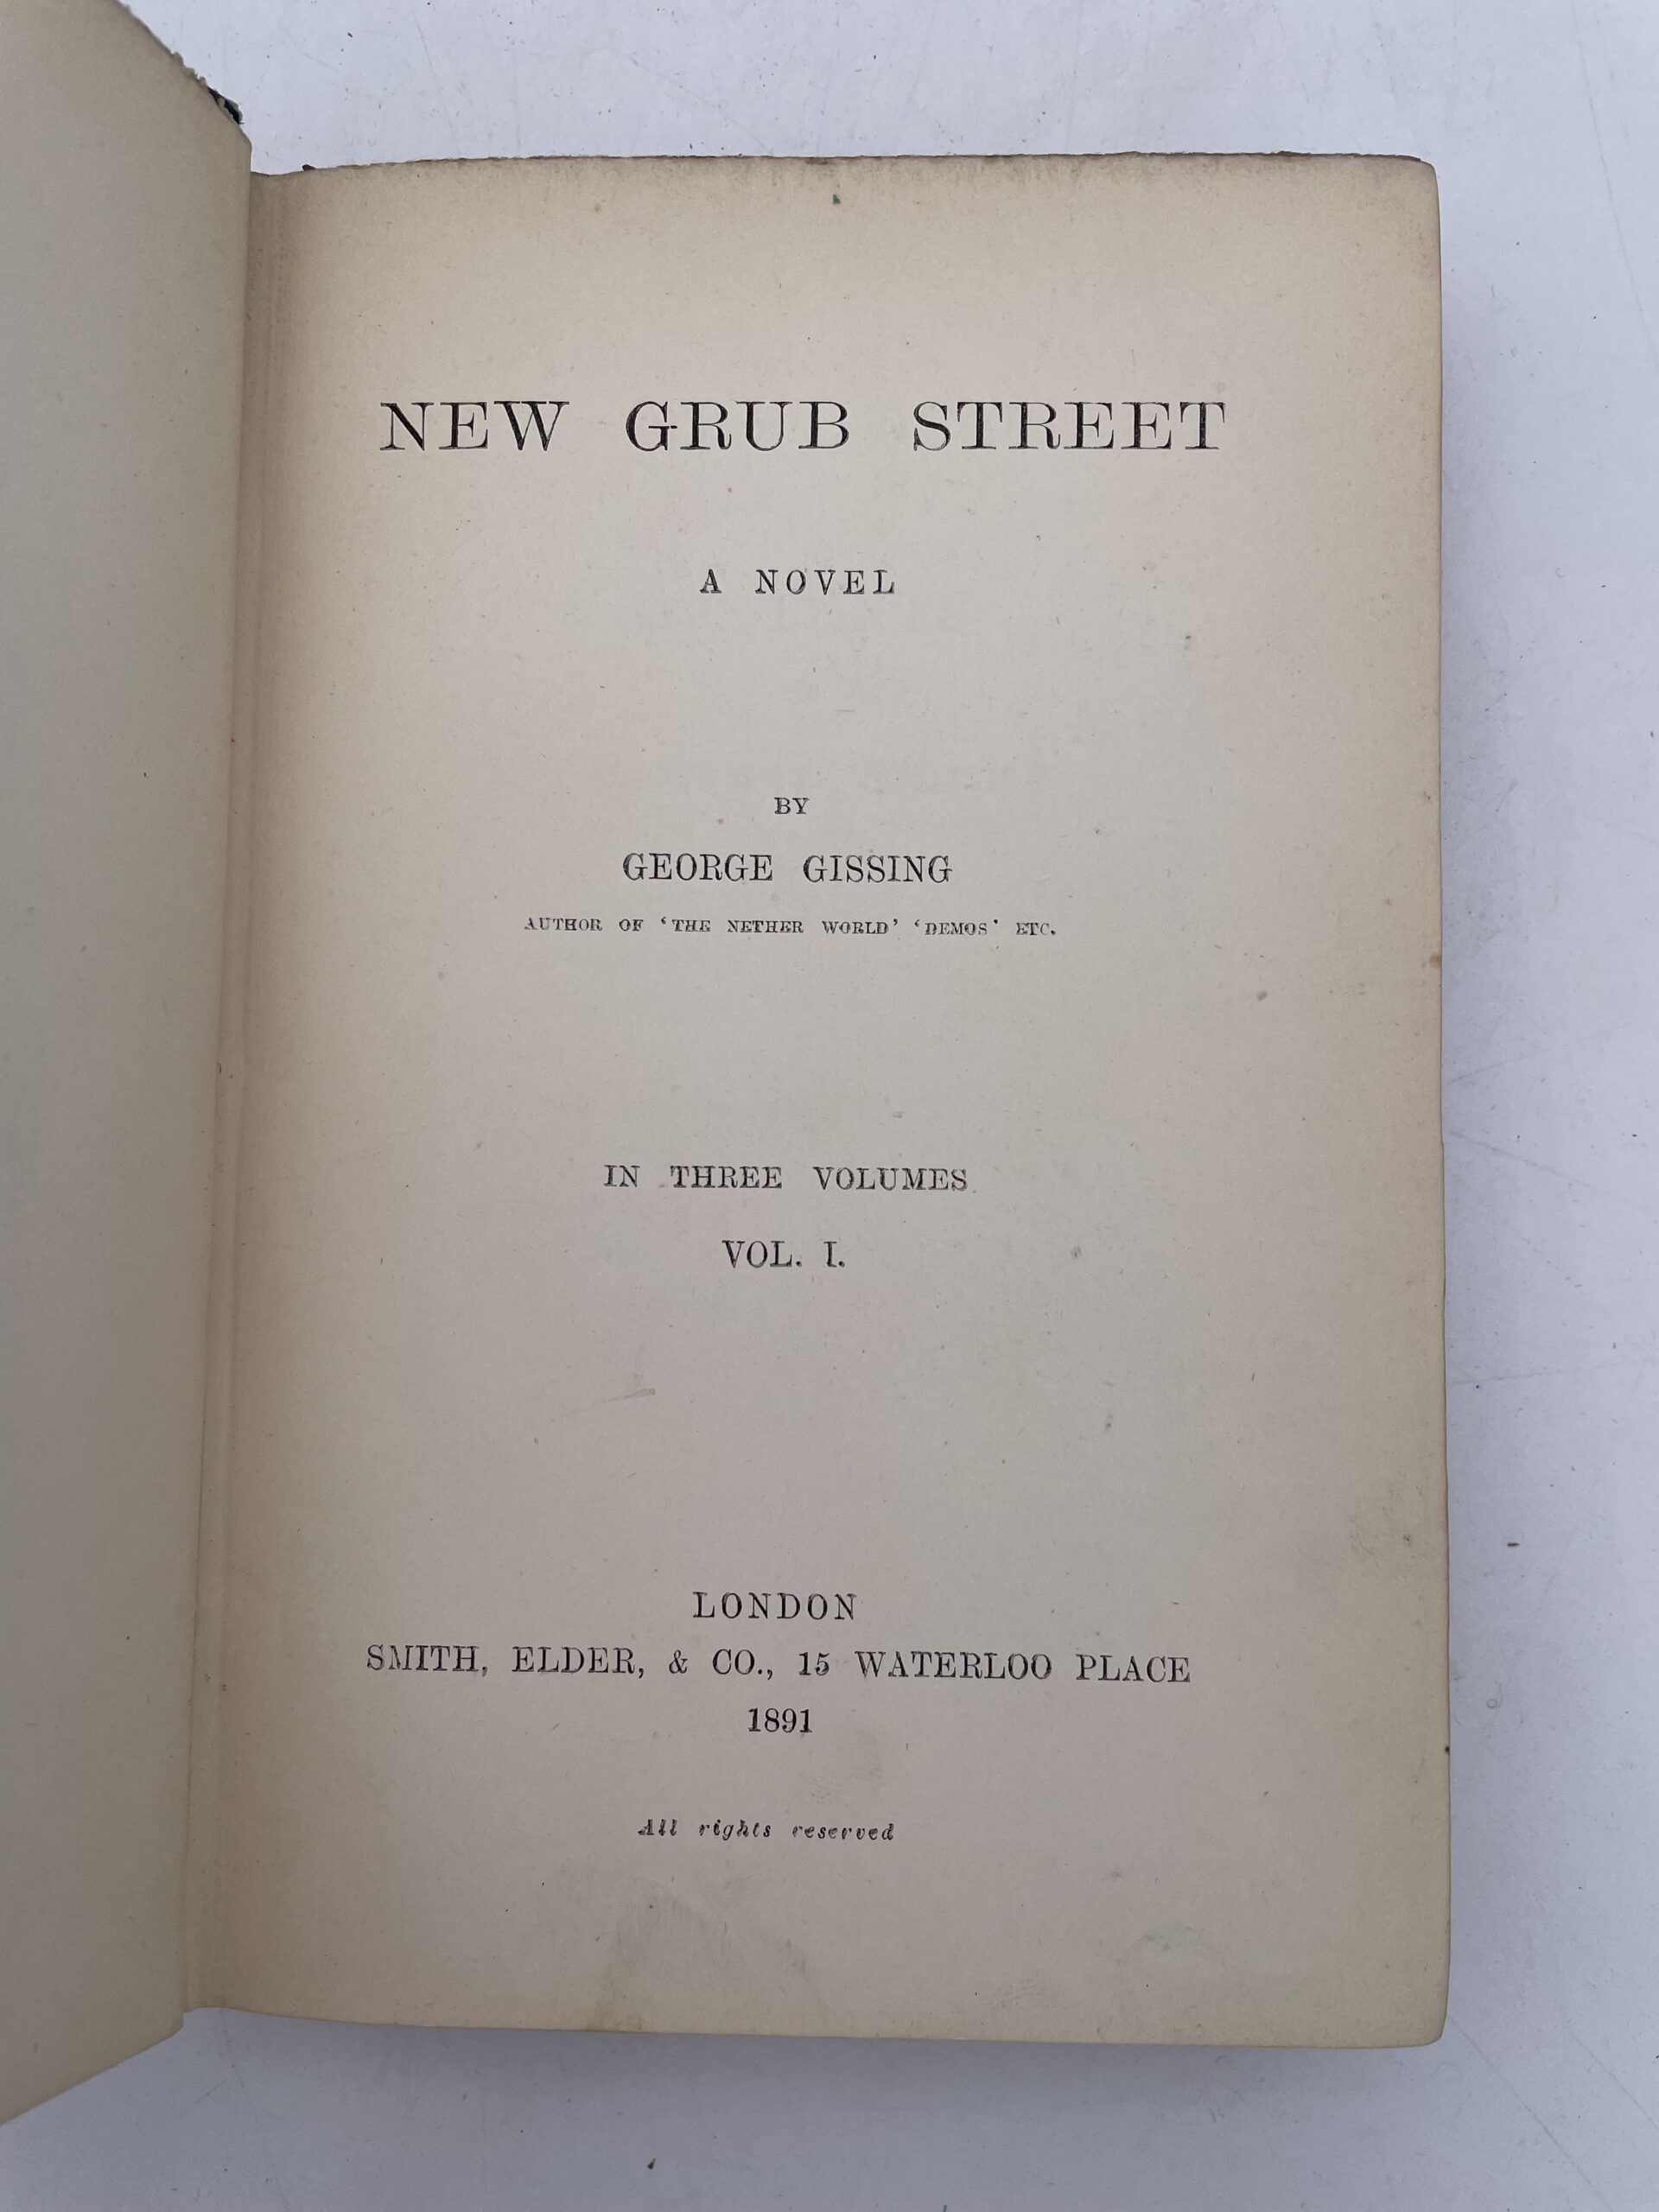 NEW GRUB STREET
A NOVEL
BY
GEORGE GISSING
AUTHOR OF ‘THE NETHER WORLD’ ‘DEMOS’ ETC.
IN THREE VOLUMES
VOL. I.
LONDON
SMITH, ELDER, & CO., 15 WATERLOO PLACE
1891
All rights reserved